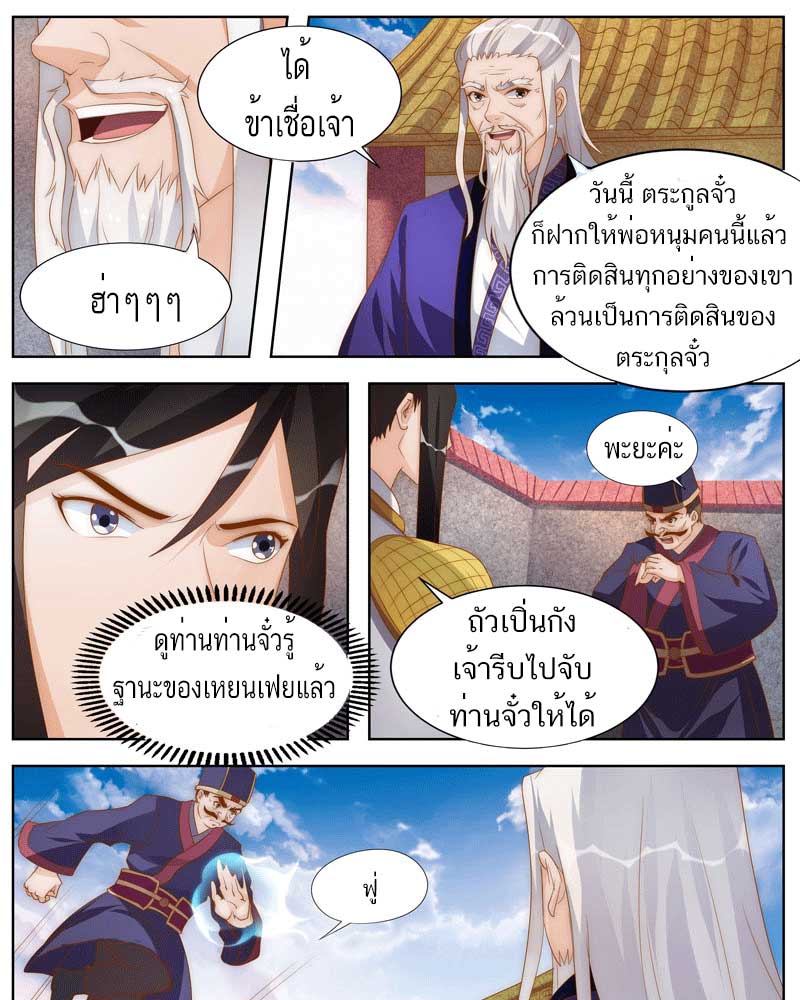 ได้
ข้าเชื่อเจ้า
ฮ่าๆๆๆ
วันนี้ ตระกูลจั๋ว
ก็ฝากให้พ่อหนุมคนนี้แล้ว
การติดสินทุกอย่างของเขา
ล้วนเป็นการติดสินของ
ตระกุลจั๋ว
ดูท่านท่านจั๋วรู้
ฐานะของเหยนเฟยแล้ว
พะยะค่ะ
ถัวเปิ่นกัง
เจ้ารีบไปจับ
ท่านจั๋วให้ได้
ฟู่